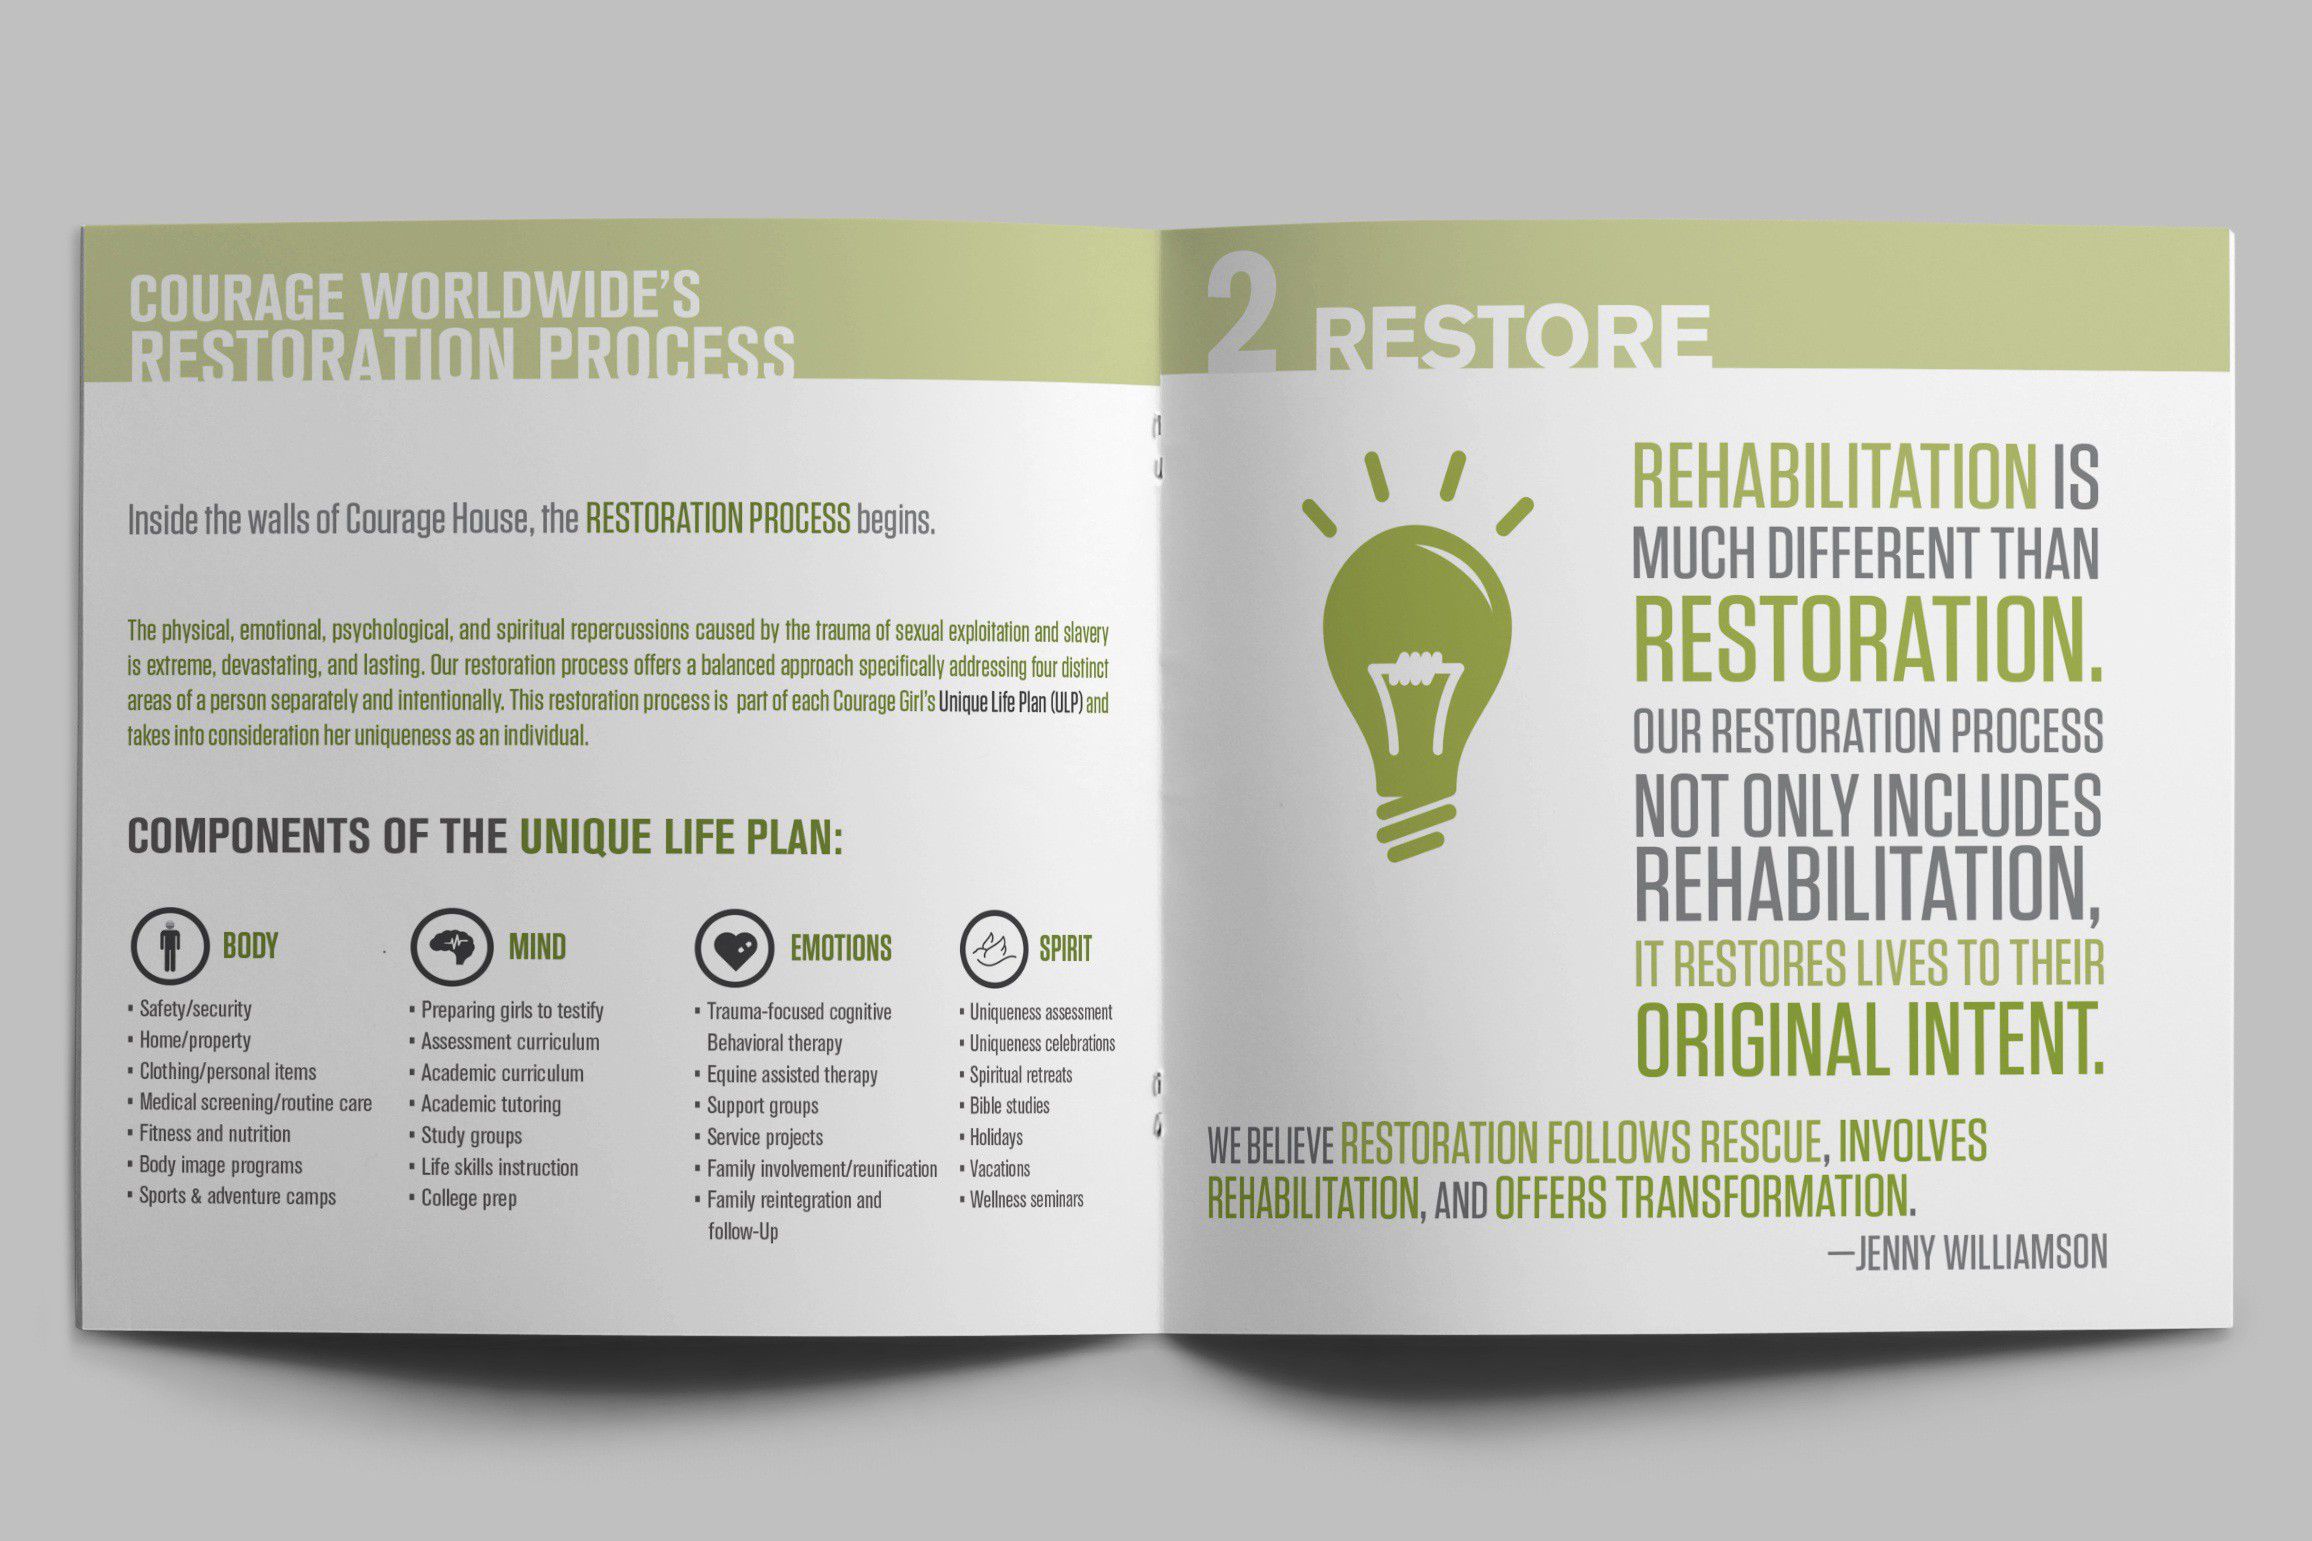 COURAGE WORLDWIDE'S
RESTORATION PROCESS
Inside the walls of Courage House, the RESTORATION PROCESS begins.
The physical, emotional, psychological, and spiritual repercussions caused by the trauma of sexual exploitation and slavery
is extreme, devastating, and lasting. Our restoration process offers a balanced approach specifically addressing four distinct
areas of a person separately and intentionally. This restoration process is part of each Courage Girl's Unique Life Plan (ULP) and
takes into consideration her uniqueness as an individual.
COMPONENTS OF THE UNIQUE LIFE PLAN:
BODY
▪ Safety/security
▪ Home/property
▪ Clothing/personal items
▪ Medical screening/routine care
▪ Fitness and nutrition
▪ Body image programs
▪ Sports & adventure camps
MIND
▪ Preparing girls to testify
▪ Assessment curriculum
▪ Academic curriculum
▪ Academic tutoring
▪ Study groups
▪ Life skills instruction
▪ College prep
EMOTIONS
▪ Trauma-focused cognitive
Behavioral therapy
▪ Equine assisted therapy
▪ Support groups
▪ Service projects
▪ Family involvement/reunification
▪ Family reintegration and
follow-Up
SPIRIT
▪ Uniqueness assessment
▪ Uniqueness celebrations
▪ Spiritual retreats
▪ Bible studies
▪ Holidays
▪ Vacations
▪ Wellness seminars
2 RESTORE
REHABILITATION IS
MUCH DIFFERENT THAN
RESTORATION.
OUR RESTORATION PROCESS
NOT ONLY INCLUDES
REHABILITATION,
IT RESTORES LIVES TO THEIR
ORIGINAL INTENT.
WE BELIEVE RESTORATION FOLLOWS RESCUE, INVOLVES
REHABILITATION, AND OFFERS TRANSFORMATION.
—JENNY WILLIAMSON